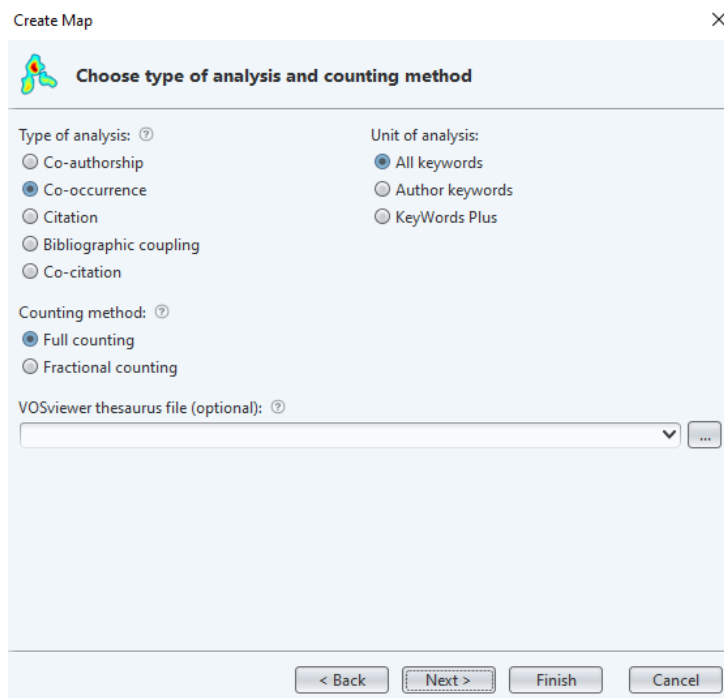 Create Map
Choose type of analysis and counting method
Type of analysis:
Unit of analysis:
Co-authorship
All keywords
Co-occurrence
Author keywords
Citation
KeyWords Plus
Bibliographic coupling
Co-citation
Counting method:
Full counting
Fractional counting
VOSviewer thesaurus file (optional):
...
< Back
Next >
Finish
Cancel